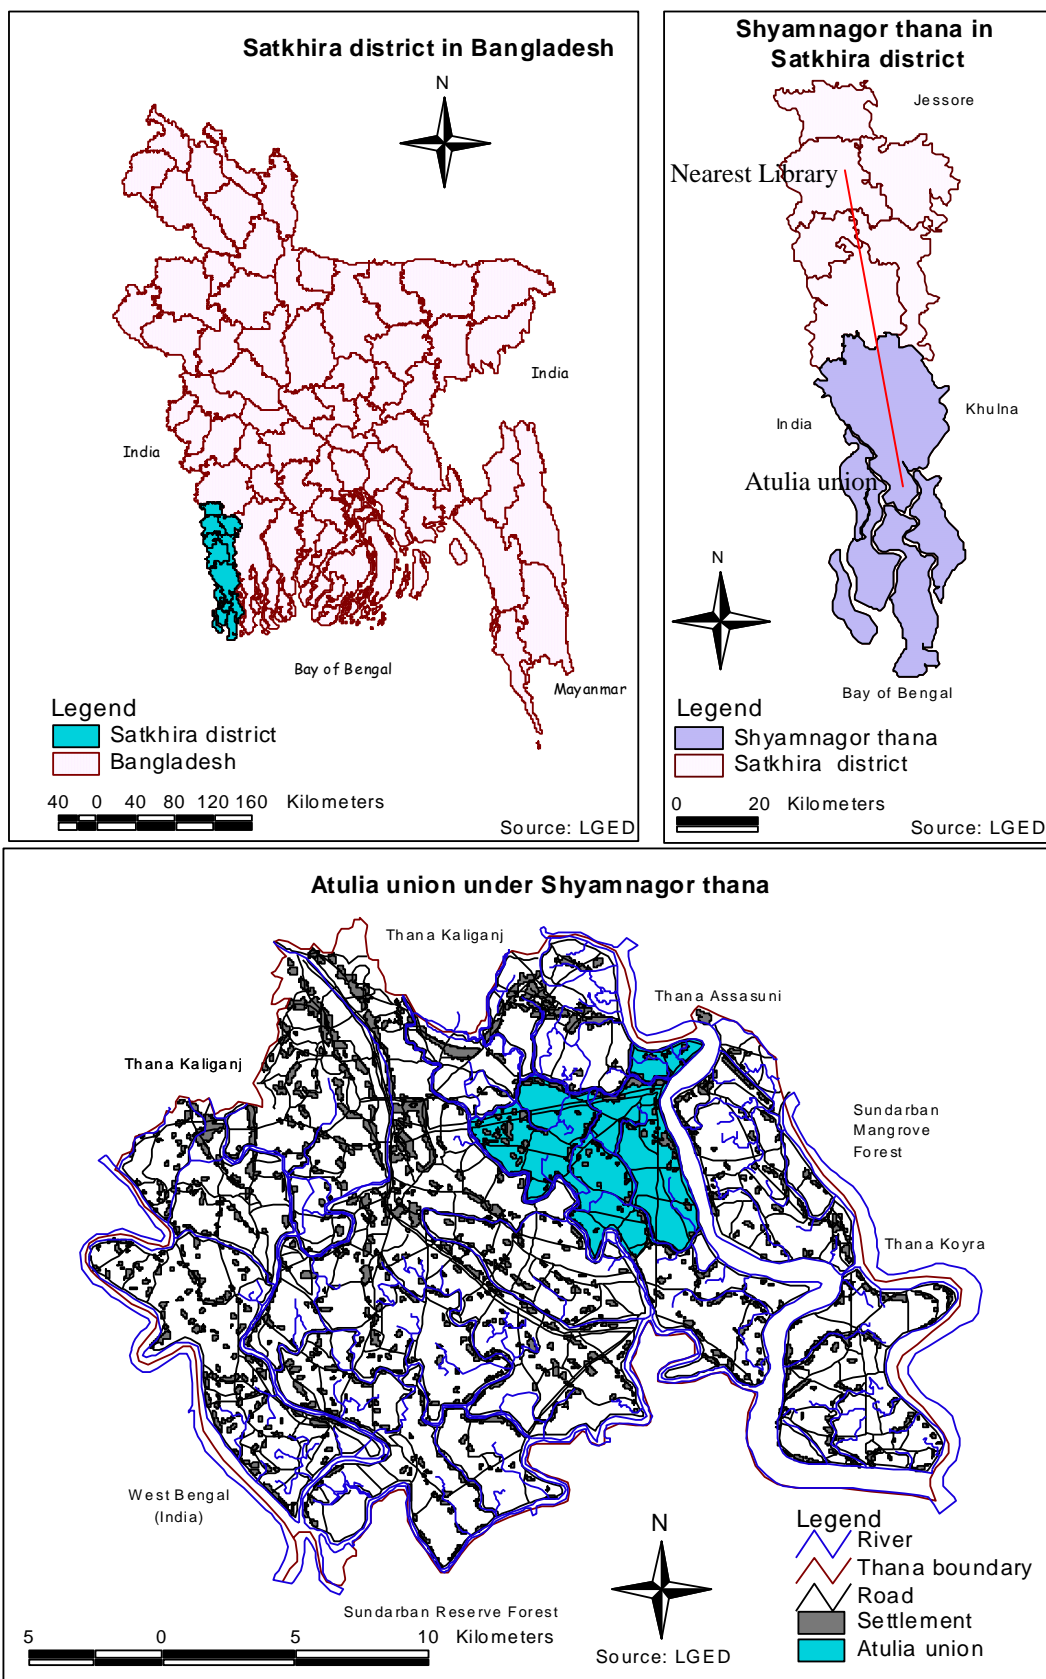 Satkhira district in Bangladesh
N
India
India
Bay of Bengal
Mayanmar
Legend
Satkhira district
Bangladesh
40 0 40 80 120 160 Kilometers
Source: LGED
Shyamnagor thana in
Satkhira district
Jessore
Nearest Library
India
Khulna
Atulia union
N
Bay of Bengal
Legend
Shyamnagor thana
Satkhira district
0 20 Kilometers
Source: LGED
Atulia union under Shyamnagor thana
Thana Kaliganj
Thana Assasuni
Thana Kaliganj
Sundarban
Mangrove
Forest
Thana Koyra
West Bengal
(India)
N
Legend
River
Thana boundary
Road
Settlement
Atulia union
Sundarban Reserve Forest
5 0 5 10 Kilometers
Source: LGED